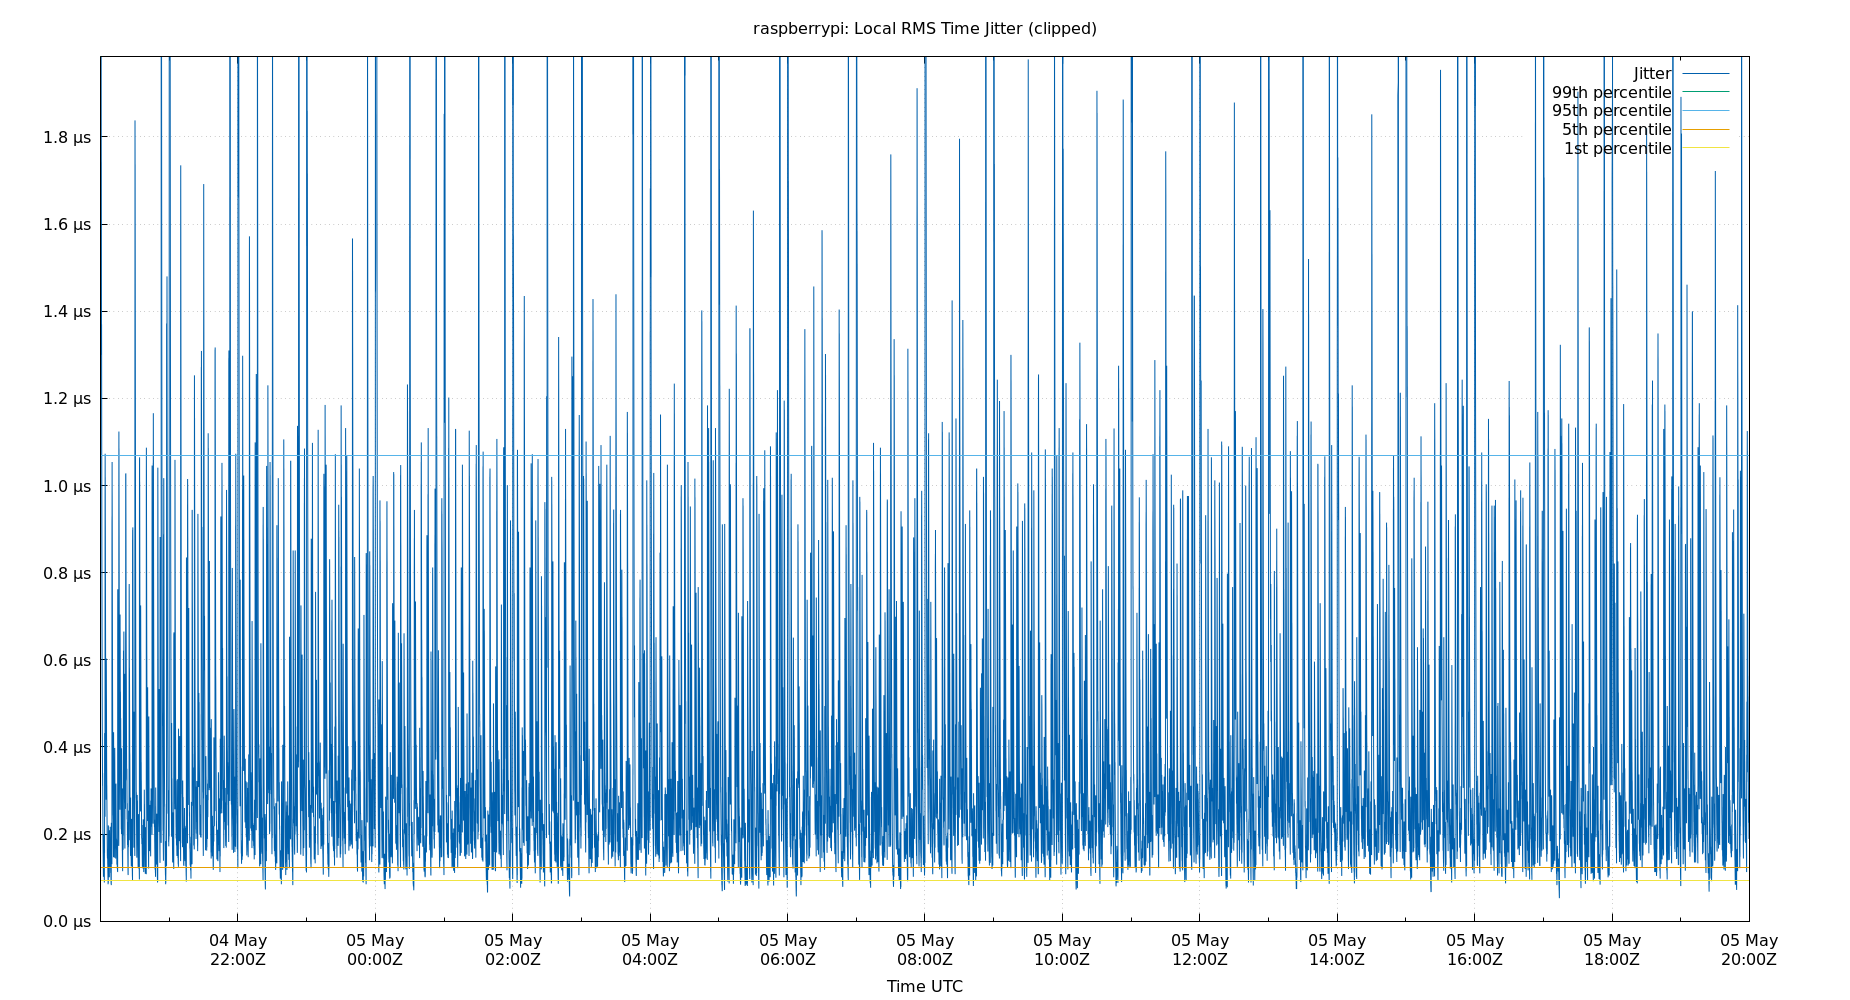 raspberrypi: Local RMS Time Jitter (clipped)
Jitter
99th percentile
95th percentile
5th percentile
1st percentile
1.8 µs
1.6 µs
1.4 µs
1.2 µs
1.0 µs
0.8 µs
0.6 µs
0.4 µs
0.2 µs
0.0 µs
04 May 05 May 05 May 05 May 05 May 05 May 05 May 05 May 05 May 05 May 05 May 05 May
22:00Z 00:00Z 02:00Z 04:00Z 06:00Z 08:00Z 10:00Z 12:00Z 14:00Z 16:00Z 18:00Z 20:00Z
Time UTC